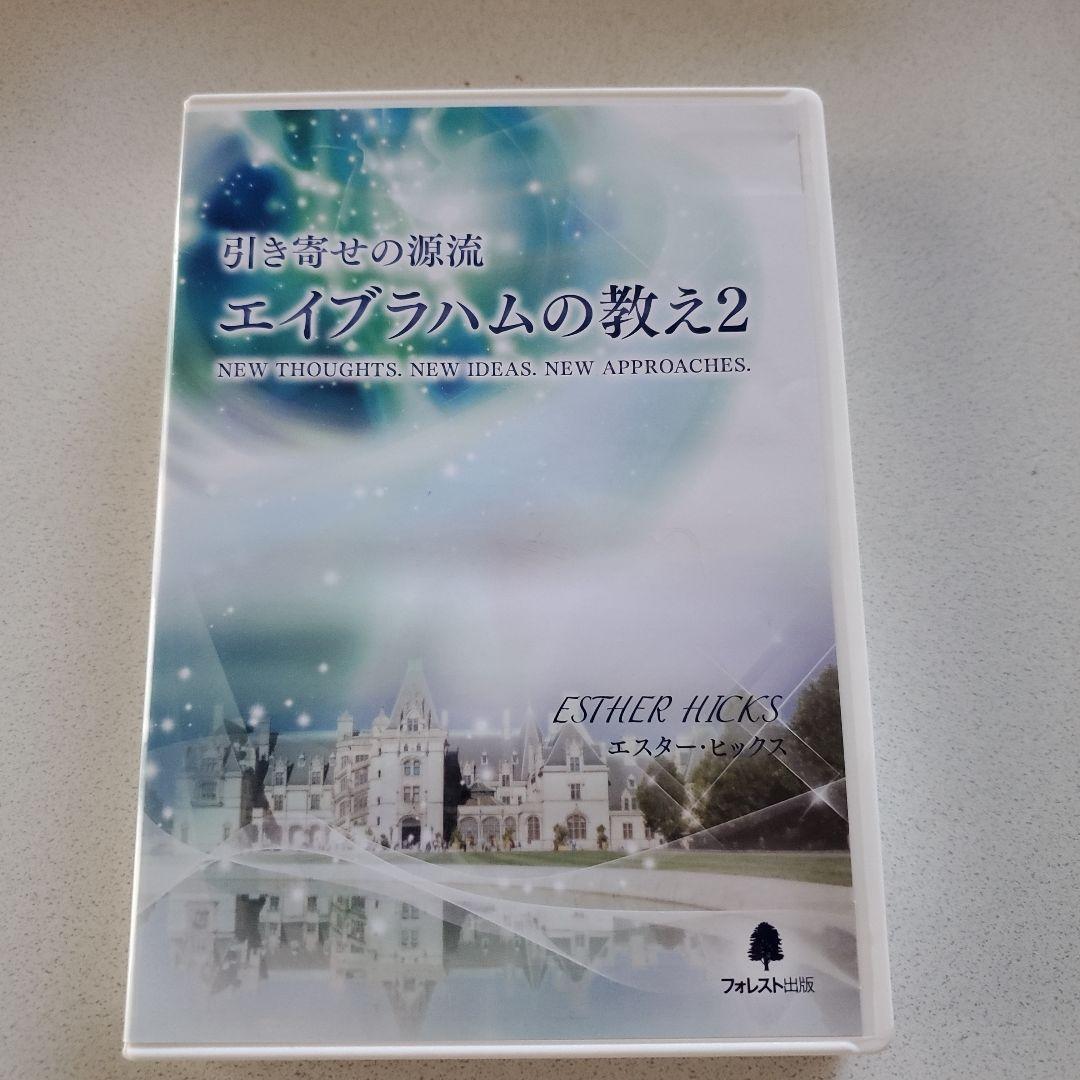 引き寄せの源流
エイブラハムの教え2
NEW THOUGHTS. NEW IDEAS. NEW APPROACHES.
ESTHER HICKS
エスター・ヒックス
フォレスト出版